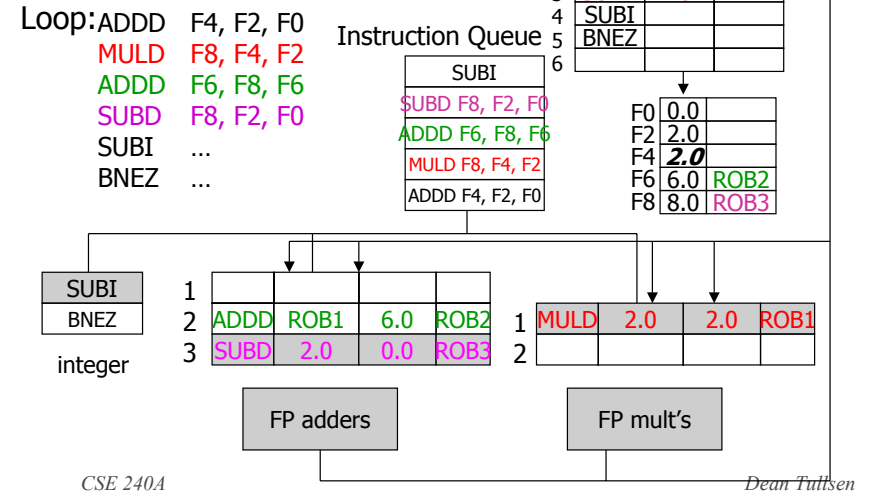 Loop: ADDD F4, F2, F0
MULD F8, F4, F2
ADDD F6, F8, F6
SUBD F8, F2, F0
SUBI ...
BNEZ ...
Instruction Queue
SUBI
SUBD F8, F2, F0
ADDD F6, F8, F6
MULD F8, F4, F2
ADDD F4, F2, F0
4 SUBI
5 BNEZ
6
F0 0.0
F2 2.0
F4 2.0
F6 6.0 ROB2
F8 8.0 ROB3
SUBI
BNEZ
integer
1
2 ADDD ROB1 6.0 ROB2
3 SUBD 2.0 0.0 ROB3
1 MULD 2.0 2.0 ROB1
2
FP adders
FP mult's
CSE 240A
Dean Tullsen